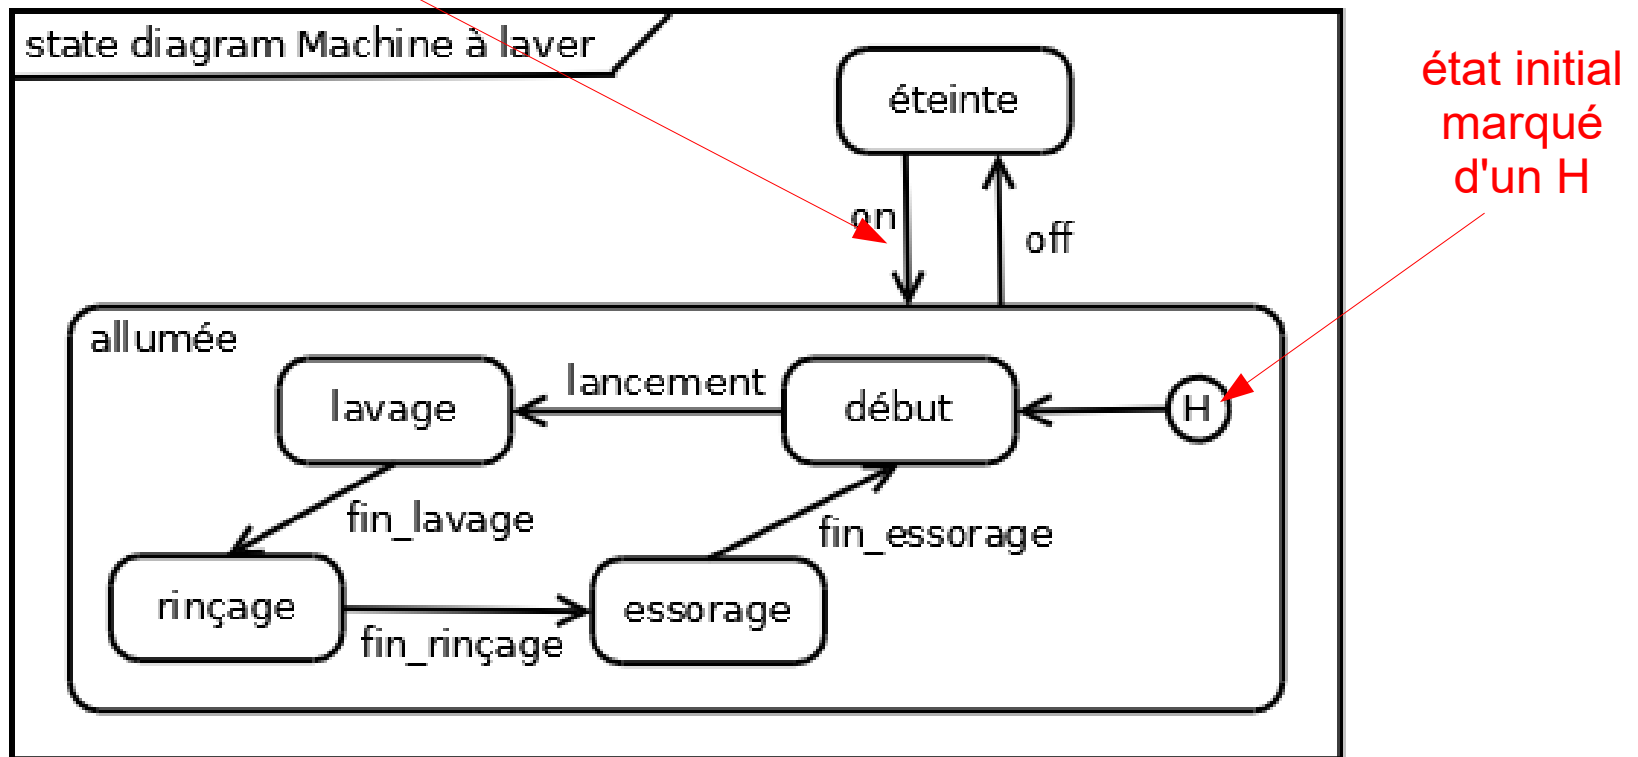 state diagram Machine à laver
éteinte
état initial
marqué
d'un H
on
off
allumée
lavage
lancement
début
H
fin_lavage
fin_essorage
rinçage
fin_rinçage
essorage